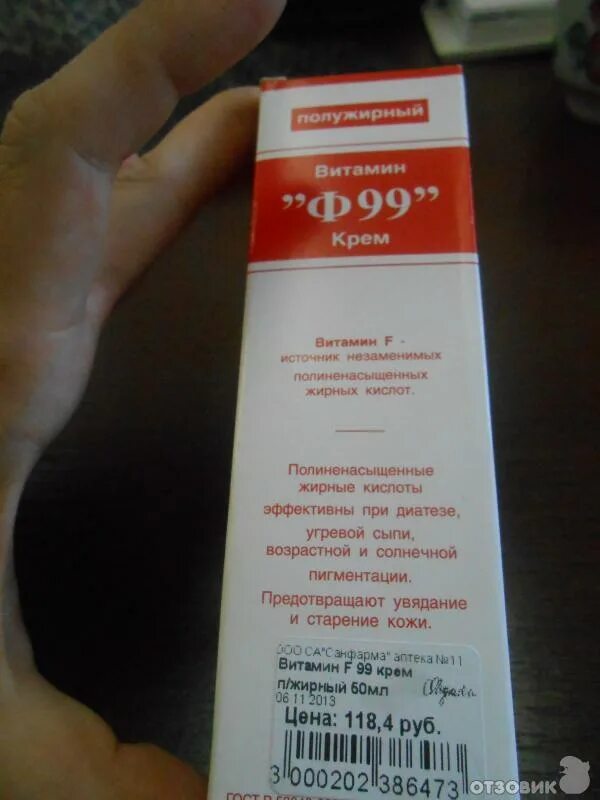 полужирный
Витамин
"Ф99"
Крем
Витамин F -
источник незаменимых
полиненасыщенных
жирных кислот.
Полиненасыщенные
жирные кислоты
эффективны при диатезе,
угревой сыпи,
возрастной и солнечной
пигментации.
Предотвращают увядание
и старение кожи.
ООО СА"Санфарма" аптека №11
Витамин F 99 крем
п/жирный 50мл
06 11 2013
Цена: 118,4 руб.
3 000202 386473
ГОСТ Р
отзовик